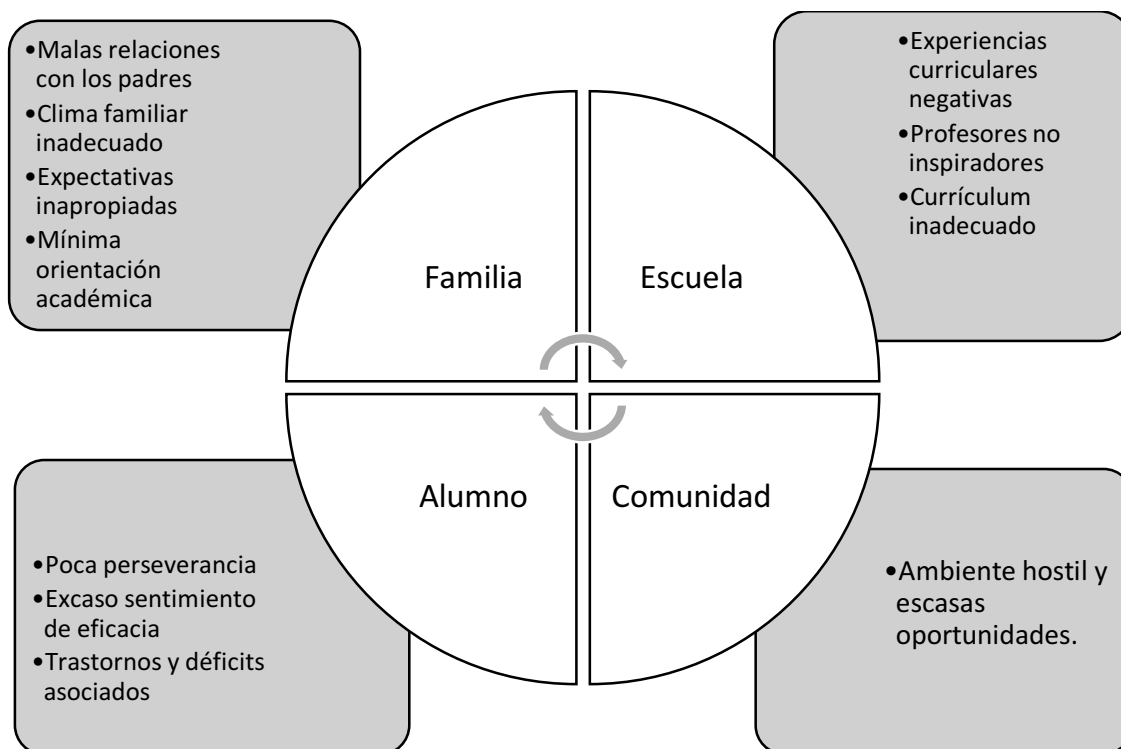 •Malas relaciones
con los padres
•Clima familiar
inadecuado
•Expectativas
inapropiadas
•Mínima
orientación
académica
•Experiencias
curriculares
negativas
•Profesores no
inspiradores
•Currículum
inadecuado
Familia
Escuela
Alumno
Comunidad
•Poca perseverancia
•Excaso sentimiento
de eficacia
•Trastornos y déficits
asociados
•Ambiente hostil y
escasas
oportunidades.